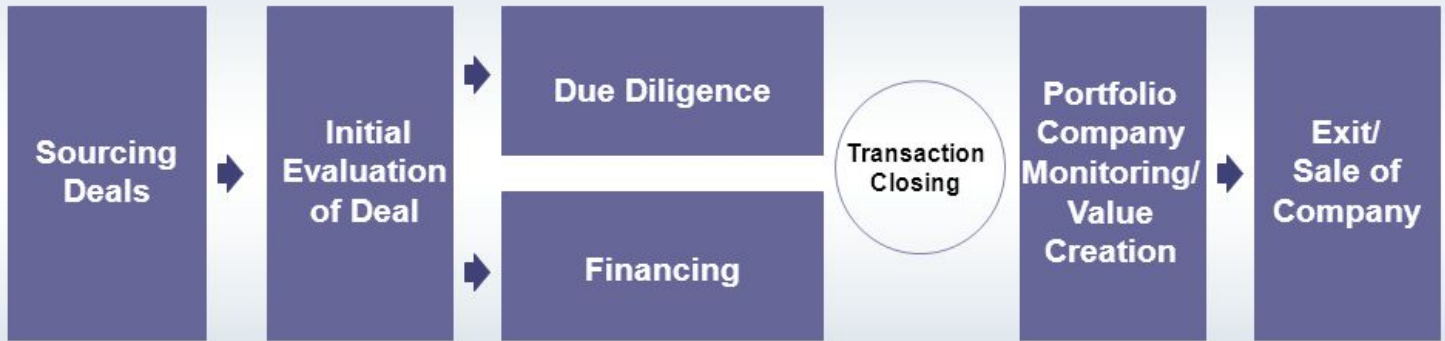 Sourcing
Deals
Initial
Evaluation
of Deal
Due Diligence
Financing
Transaction
Closing
Portfolio
Company
Monitoring/
Value
Creation
Exit/
Sale of
Company